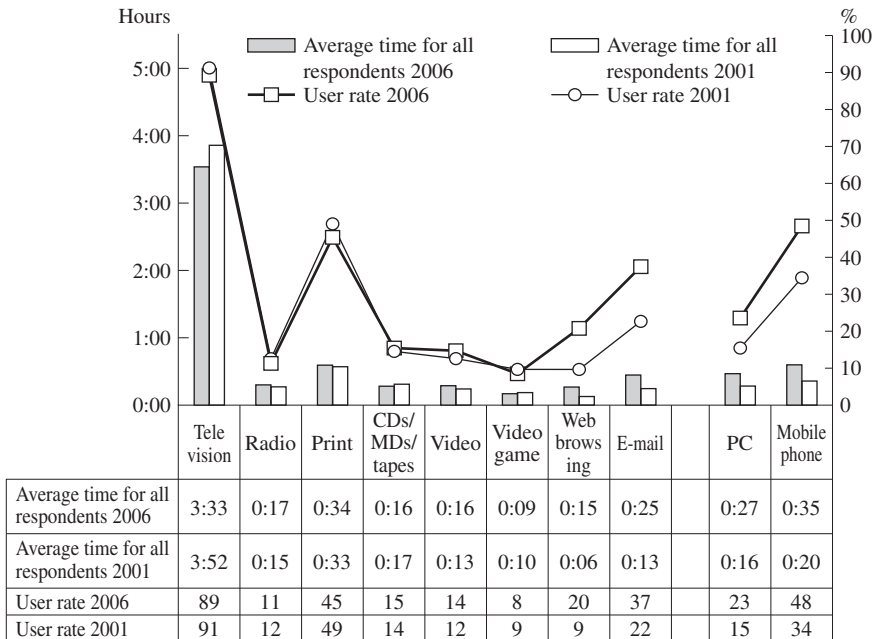 Hours
%
Average time for all
respondents 2006
Average time for all
respondents 2001
User rate 2006
User rate 2001
5:00
4:00
3:00
2:00
1:00
0:00
100
90
80
70
60
50
40
30
20
10
0
Tele
vision
Radio
Print
CDs/
MDs/
tapes
Video
Video
game
Web
brows
ing
E-mail
PC
Mobile
phone
Average time for all
respondents 2006
3:33 0:17 0:34 0:16 0:16 0:09 0:15 0:25 0:27 0:35
Average time for all
respondents 2001
3:52 0:15 0:33 0:17 0:13 0:10 0:06 0:13 0:16 0:20
User rate 2006 89 11 45 15 14 8 20 37 23 48
User rate 2001 91 12 49 14 12 9 9 22 15 34